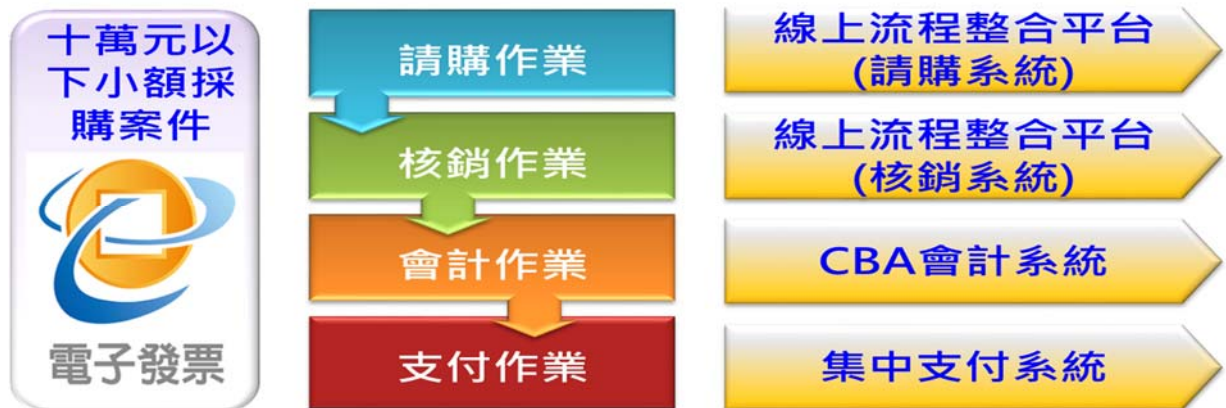 十萬元以
下小額採
購案件
電子發票
請購作業
核銷作業
會計作業
支付作業
線上流程整合平台
(請購系統)
線上流程整合平台
(核銷系統)
CBA會計系統
集中支付系統